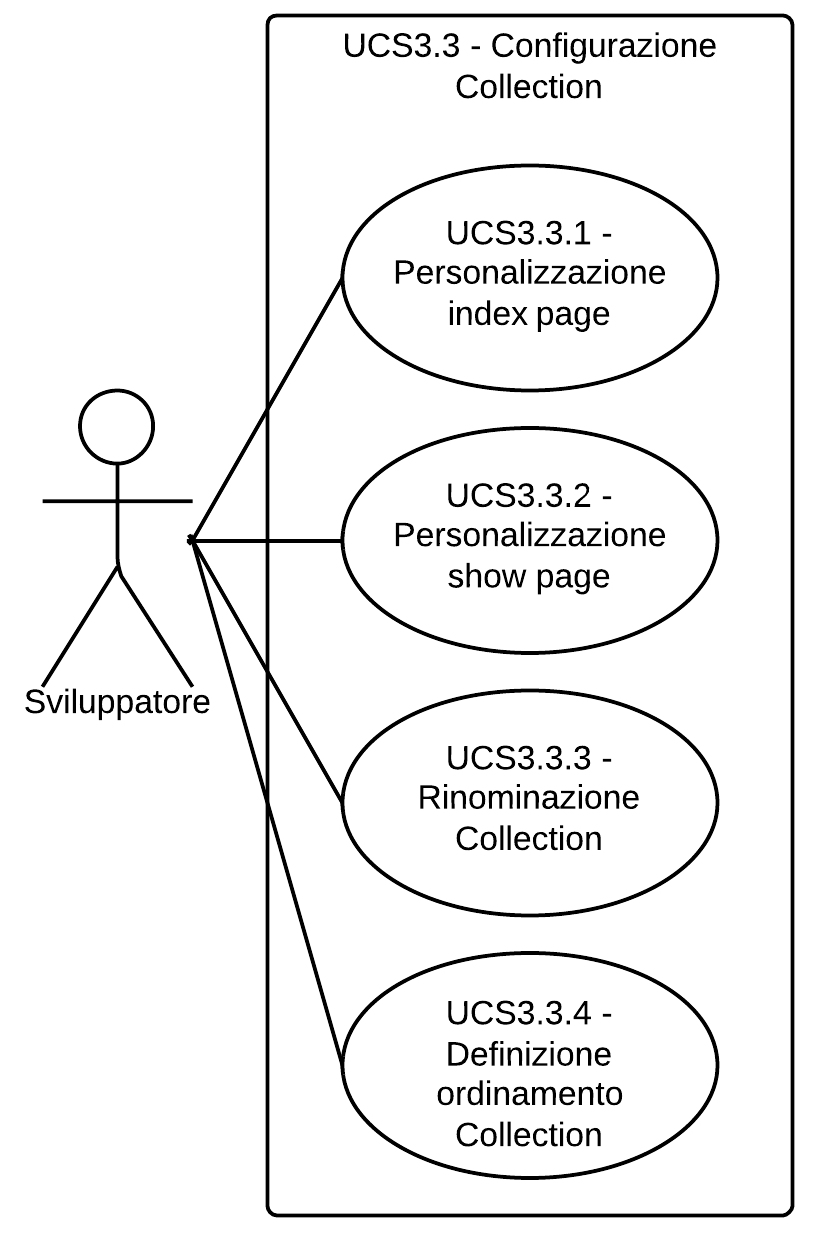 UCS3.3 - Configurazione
Collection
UCS3.3.1 -
Personalizzazione
index page
UCS3.3.2 -
Personalizzazione
show page
Sviluppatore
UCS3.3.3 -
Rinominazione
Collection
UCS3.3.4 -
Definizione
ordinamento
Collection